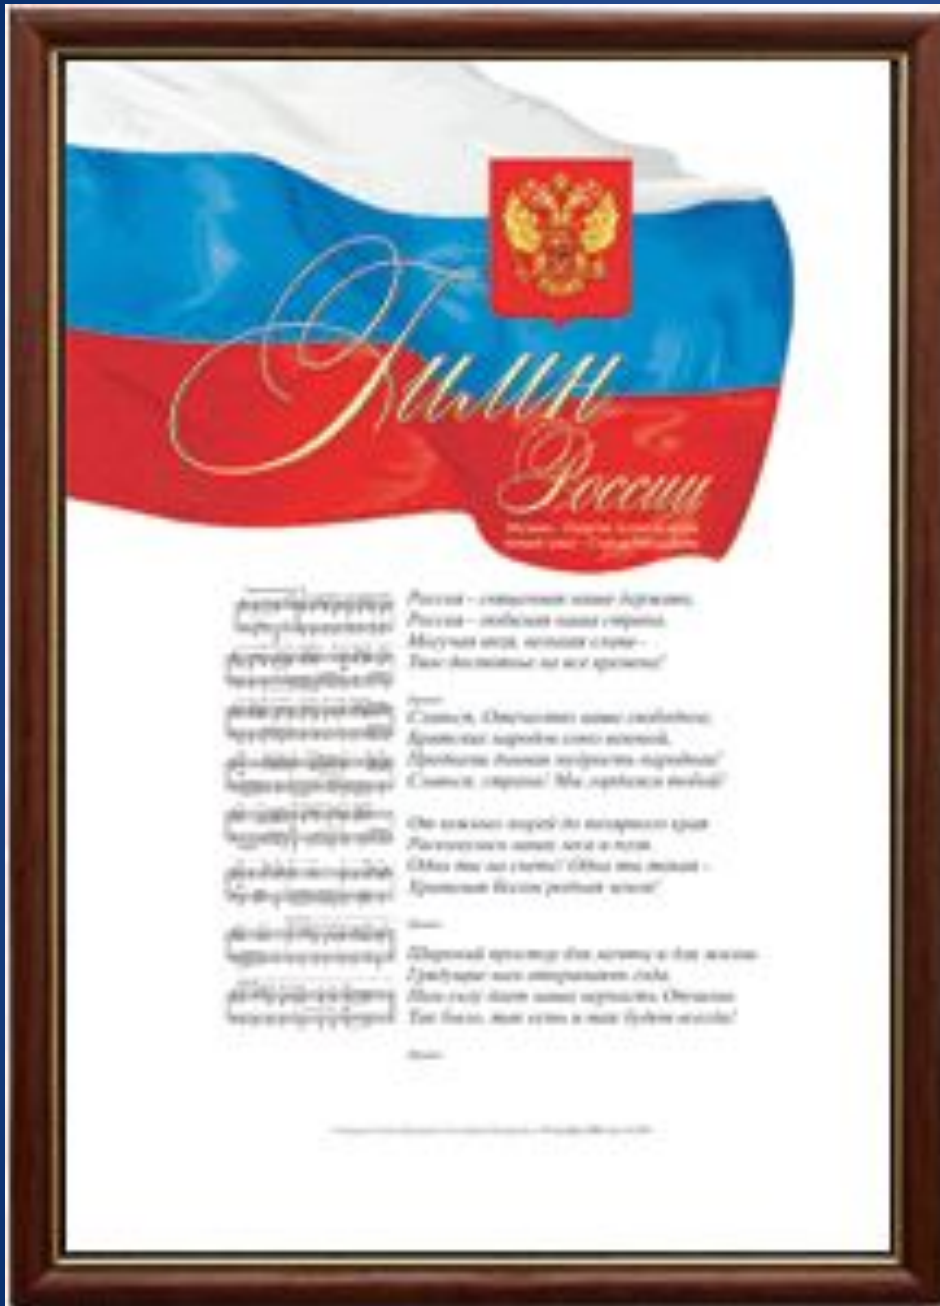 Гимн
России
Россия – священная наша держава,
Россия – любимая наша страна.
Могучая воля, великая слава –
Твоё достоянье на все времена!
Славься, Отечество наше свободное,
Братских народов союз вековой,
Предками данная мудрость народная!
Славься, страна! Мы гордимся тобой!
От южных морей до полярного края
Раскинулись наши леса и поля.
Одна ты на свете! Одна ты такая –
Хранимая Богом родная земля!
Широкий простор для мечты и для жизни
Грядущие нам открывают года.
Нам силу даёт наша верность Отчизне.
Так было, так есть и так будет всегда!